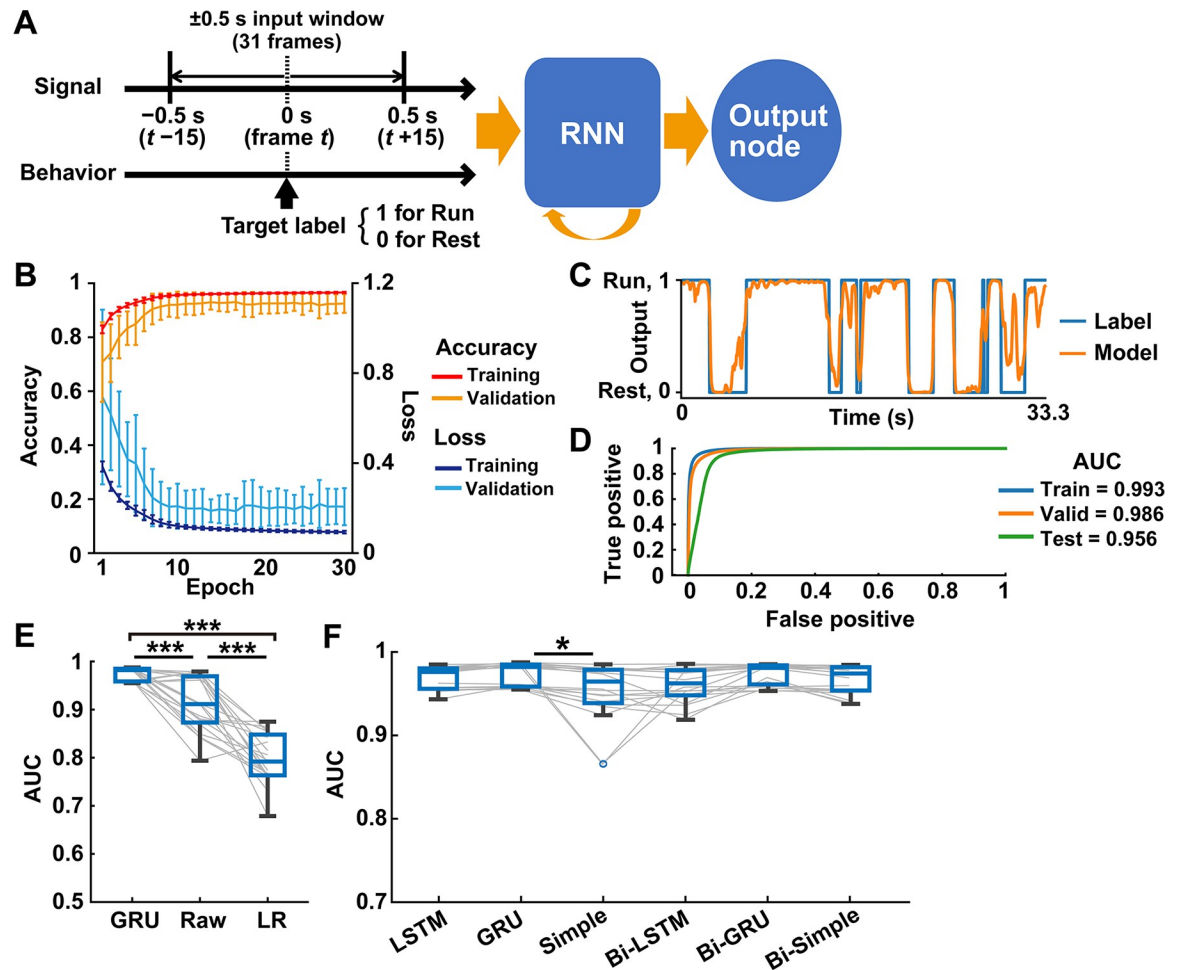 A
±0.5 s input window
(31 frames)
Signal
−0.5 s
(t −15)
0 s
(frame t)
0.5 s
(t +15)
Behavior
Target label { 1 for Run
0 for Rest
RNN
Output
node
B
Accuracy
1
0.8
0.6
0.4
0.2
0
1 10 20 30
Epoch
1.2
0.8
0.4
0
Loss
Accuracy
Training
Validation
Loss
Training
Validation
C
Run, 1
Output
Rest, 0
0 Time (s) 33.3
Label
Model
D
True positive
1
0.8
0.6
0.4
0.2
0
0 0.2 0.4 0.6 0.8 1
False positive
AUC
Train = 0.993
Valid = 0.986
Test = 0.956
E
***
*** ***
AUC
1
0.9
0.8
0.7
0.6
0.5
GRU Raw LR
F
*
AUC
1
0.9
0.8
0.7
LSTM GRU Simple Bi-LSTM Bi-GRU Bi-Simple